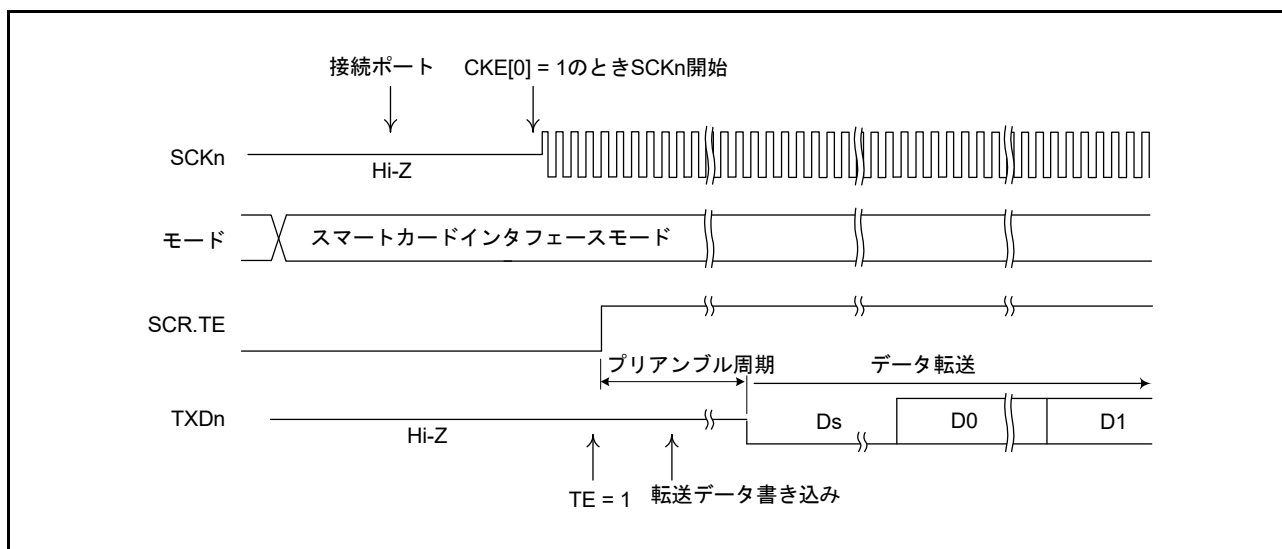 接続ポート
CKE[0] = 1のときSCKn開始
SCKn
Hi-Z
モード
スマートカードインタフェースモード
SCR.TE
プリアンブル周期
データ転送
TXDn
Hi-Z
Ds
D0
D1
TE = 1
転送データ書き込み